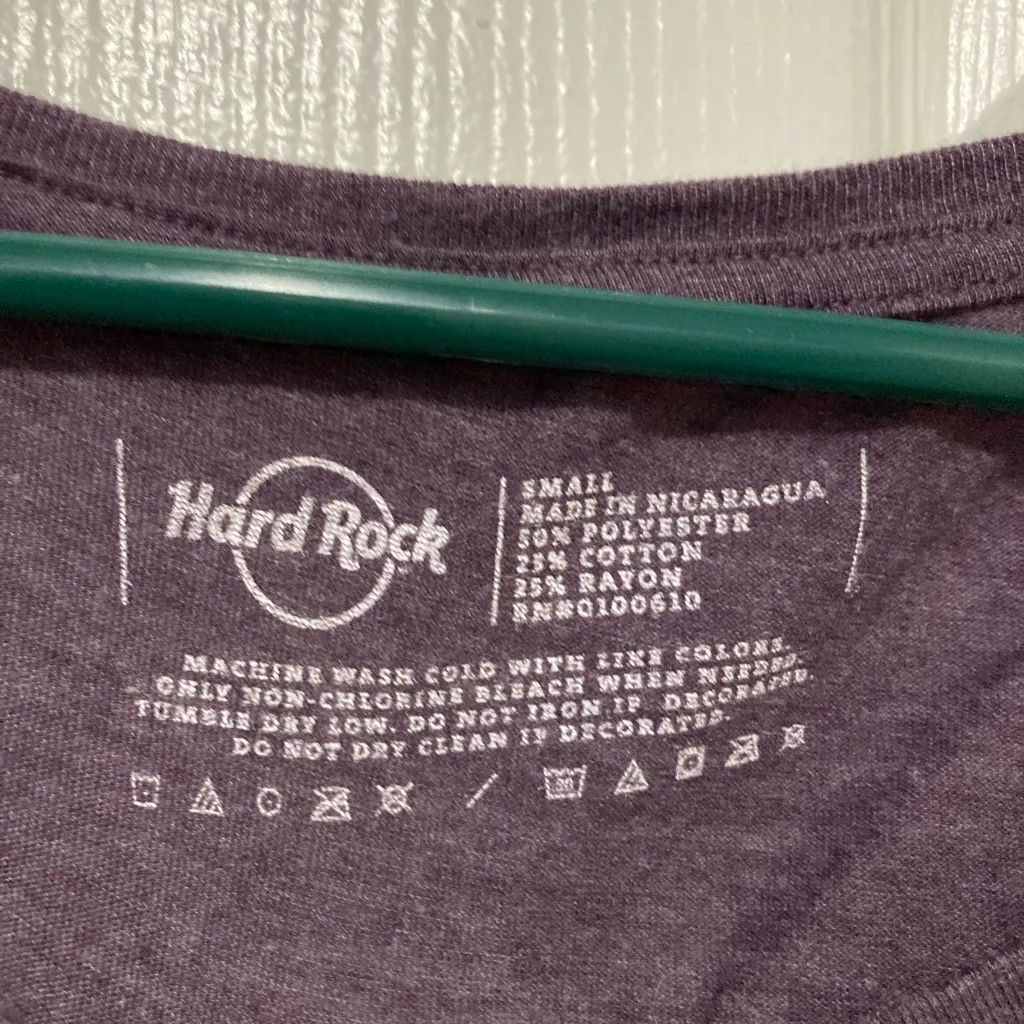 Hard Rock
SMALL
MADE IN NICARAGUA
50% POLYESTER
25% COTTON
25% RAYON
RN#0100610
MACHINE WASH COLD WITH LIKE COLORS.
ONLY NON-CHLORINE BLEACH WHEN NEEDED.
TUMBLE DRY LOW. DO NOT IRON IF DECORATED.
DO NOT DRY CLEAN IF DECORATED.
30